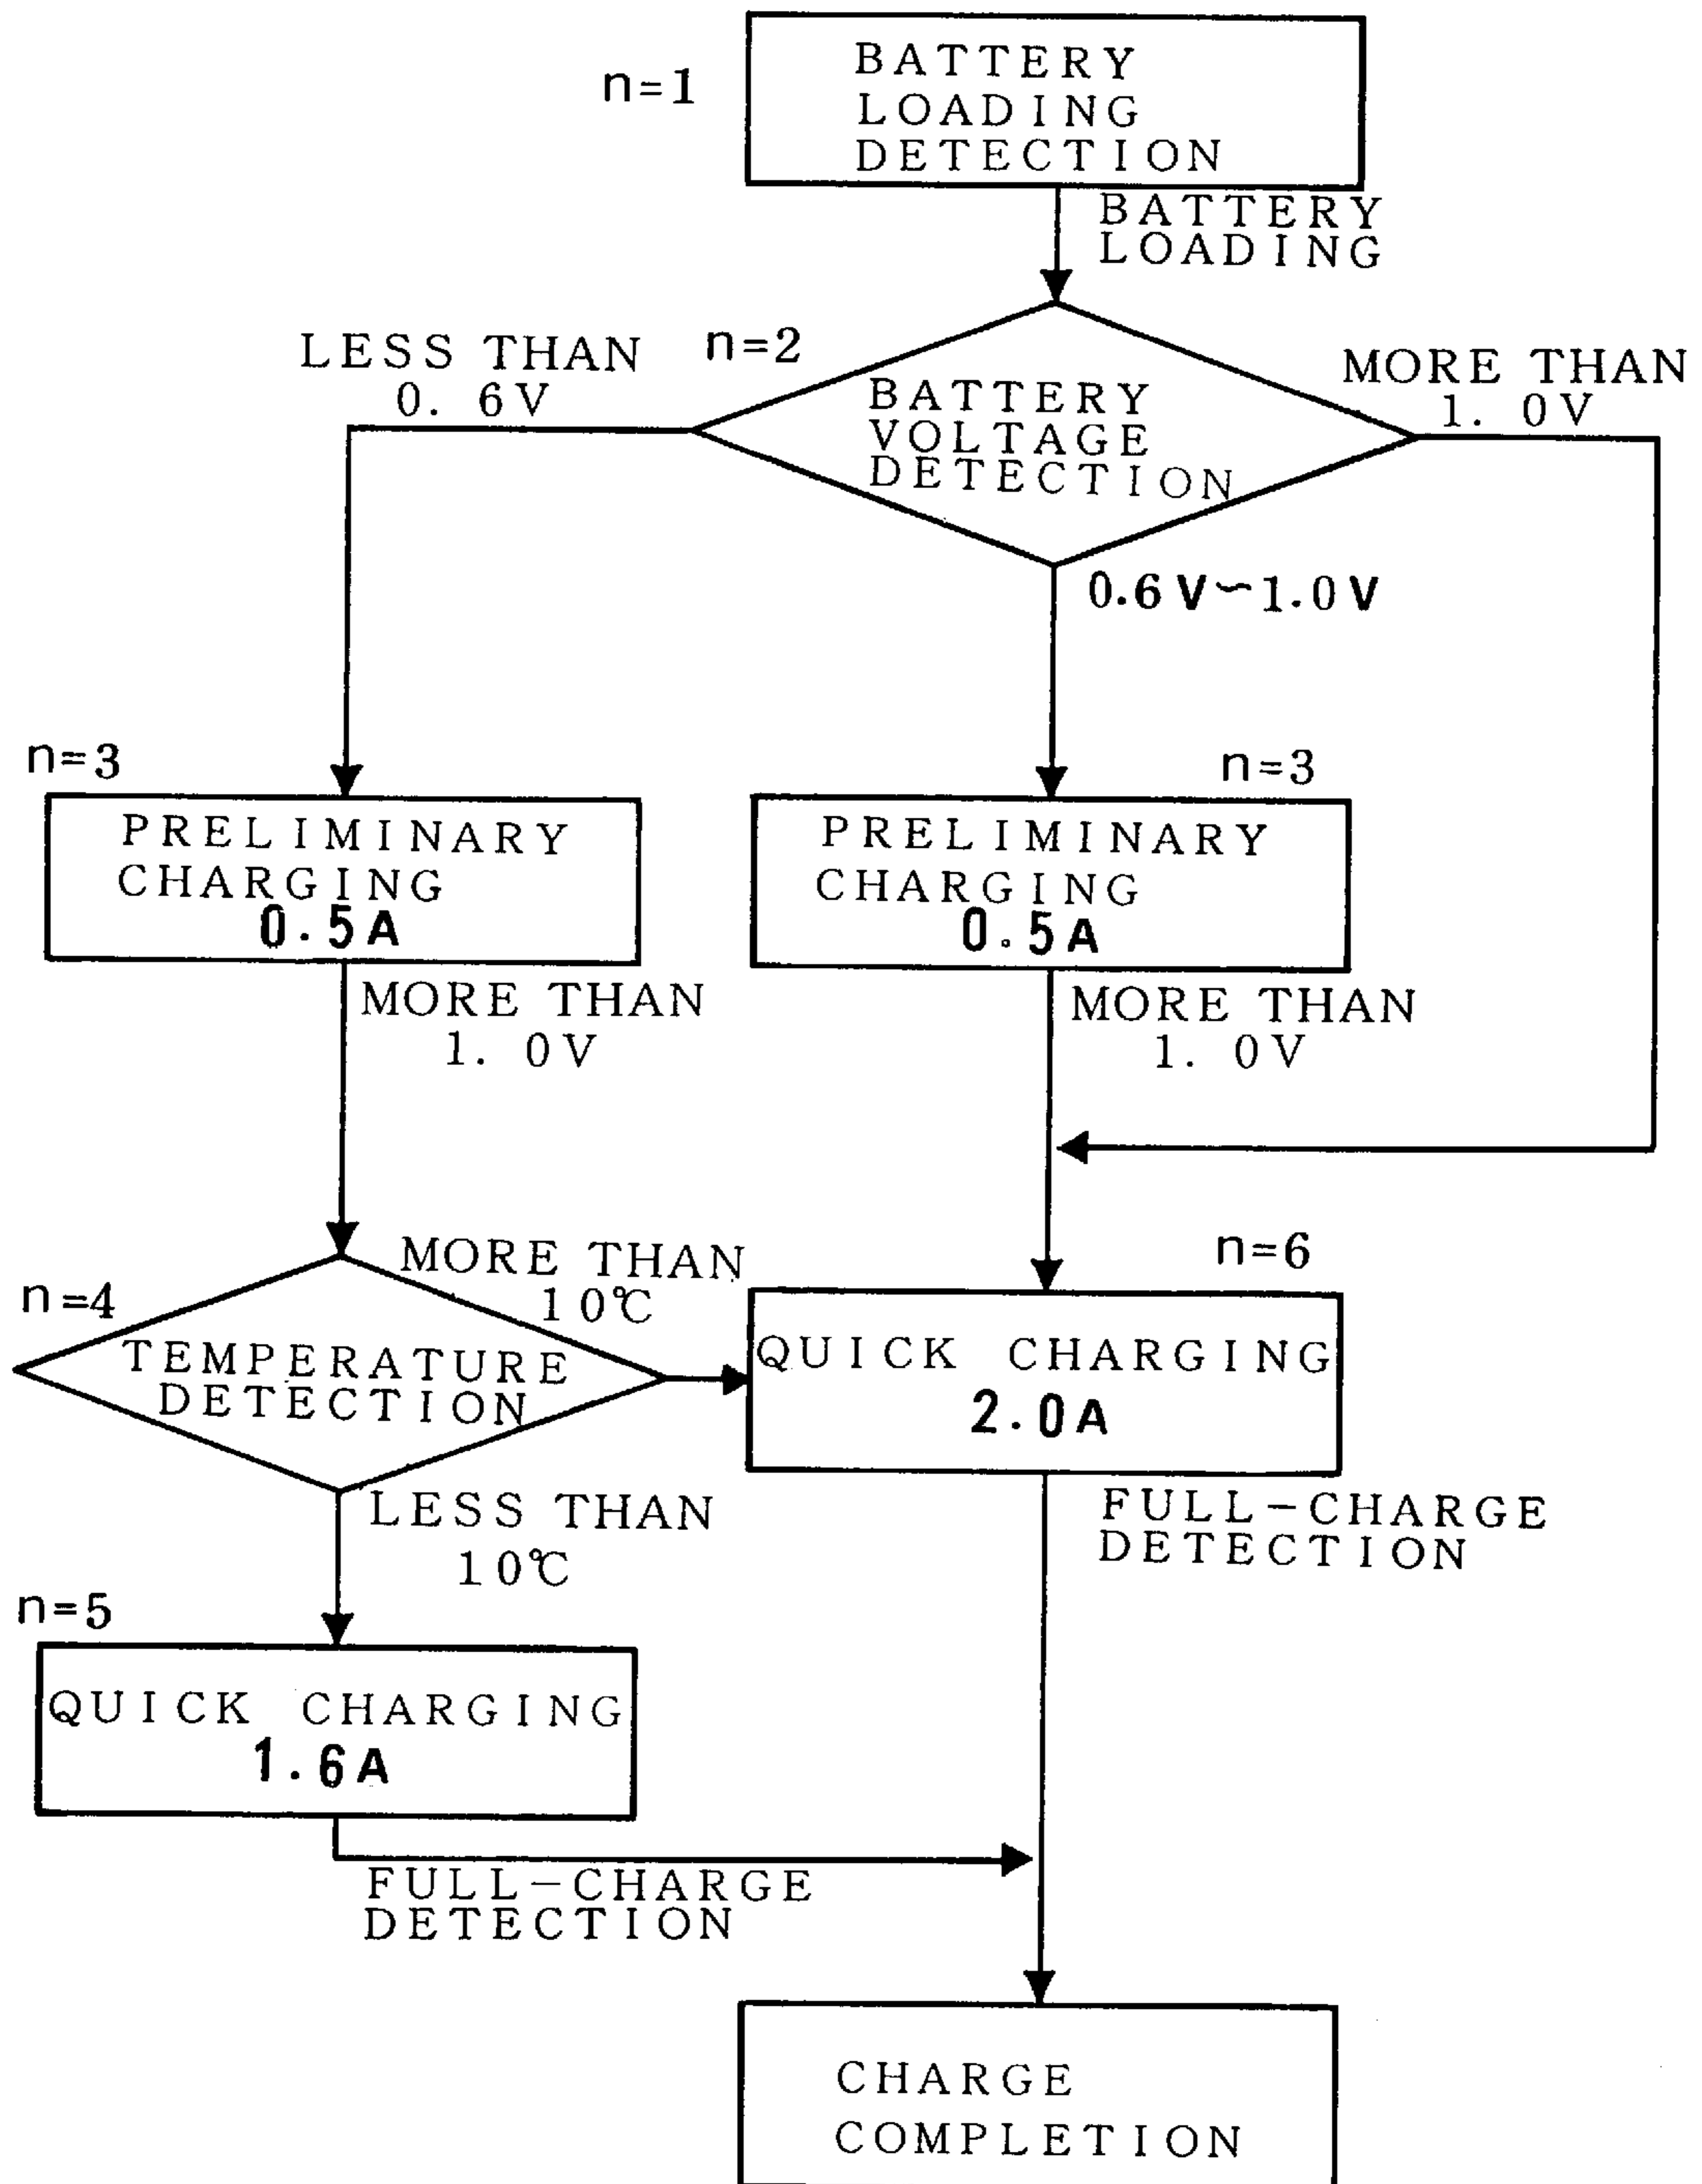 n=1
BATTERY
LOADING
DETECTION
BATTERY
LOADING
LESS THAN
0. 6V
n=2
MORE THAN
1. 0V
BATTERY
VOLTAGE
DETECTION
0.6V∼1.0V
n=3
n=3
PRELIMINARY
CHARGING
0.5A
PRELIMINARY
CHARGING
0.5A
MORE THAN
1. 0V
MORE THAN
1. 0V
n=4
MORE THAN
10℃
TEMPERATURE
DETECTION
n=6
QUICK CHARGING
2.0A
LESS THAN
10℃
FULL-CHARGE
DETECTION
n=5
QUICK CHARGING
1.6A
FULL-CHARGE
DETECTION
CHARGE
COMPLETION